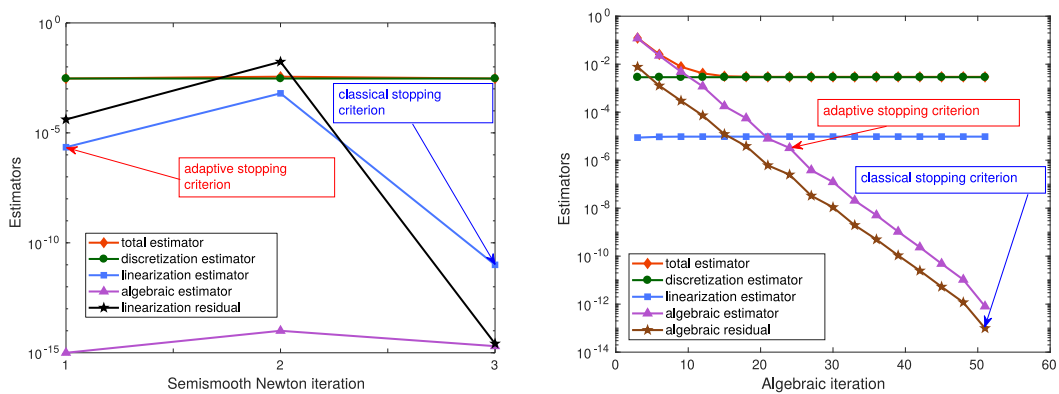 10^0
10^-5
10^-10
10^-15
Estimators
1
2
3
Semismooth Newton iteration
classical stopping
criterion
adaptive stopping
criterion
total estimator
discretization estimator
linearization estimator
algebraic estimator
linearization residual
10^0
10^-2
10^-4
10^-6
10^-8
10^-10
10^-12
10^-14
Estimators
0
10
20
30
40
50
60
Algebraic iteration
adaptive stopping criterion
classical stopping criterion
total estimator
discretization estimator
linearization estimator
algebraic estimator
algebraic residual